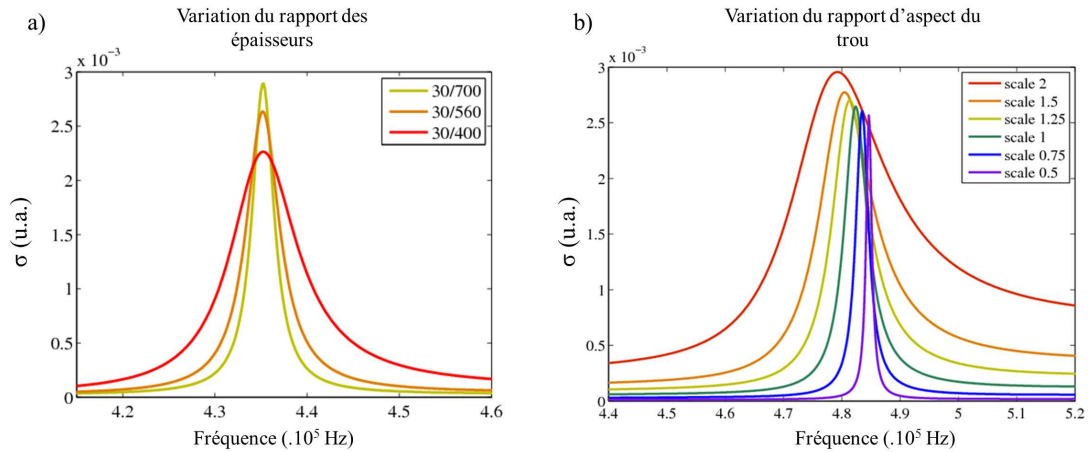 a)
Variation du rapport des
épaisseurs
x 10⁻³
3
2.5
2
1.5
1
0.5
0
σ (u.a.)
30/700
30/560
30/400
4.2 4.3 4.4 4.5 4.6
Fréquence (.10⁵ Hz)
b)
Variation du rapport d'aspect du
trou
x 10⁻³
3
2.5
2
1.5
1
0.5
0
σ (u.a.)
scale 2
scale 1.5
scale 1.25
scale 1
scale 0.75
scale 0.5
4.4 4.5 4.6 4.7 4.8 4.9 5 5.1 5.2
Fréquence (.10⁵ Hz)